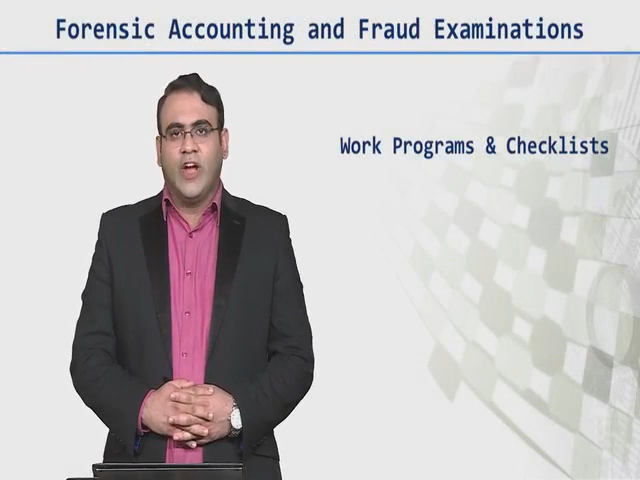 Forensic Accounting and Fraud Examinations
Work Programs & Checklists